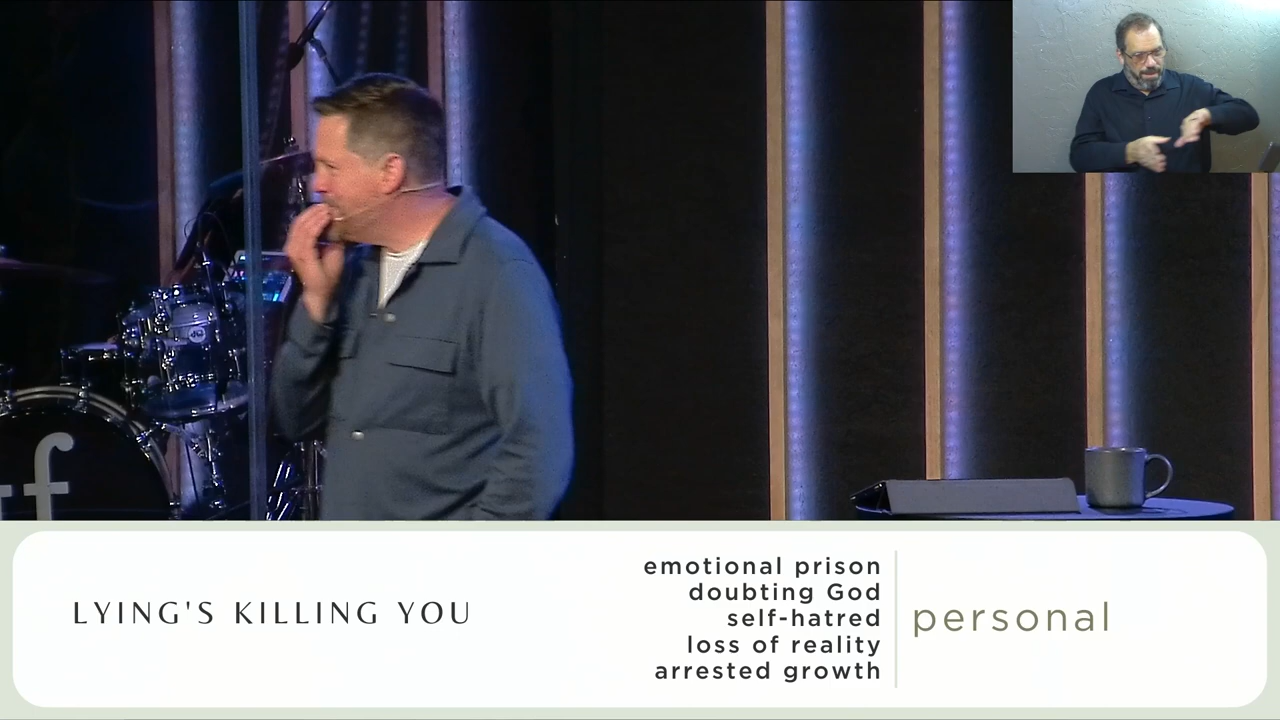 f
LYING'S KILLING YOU
emotional prison
doubting God
self-hatred
loss of reality
arrested growth
personal